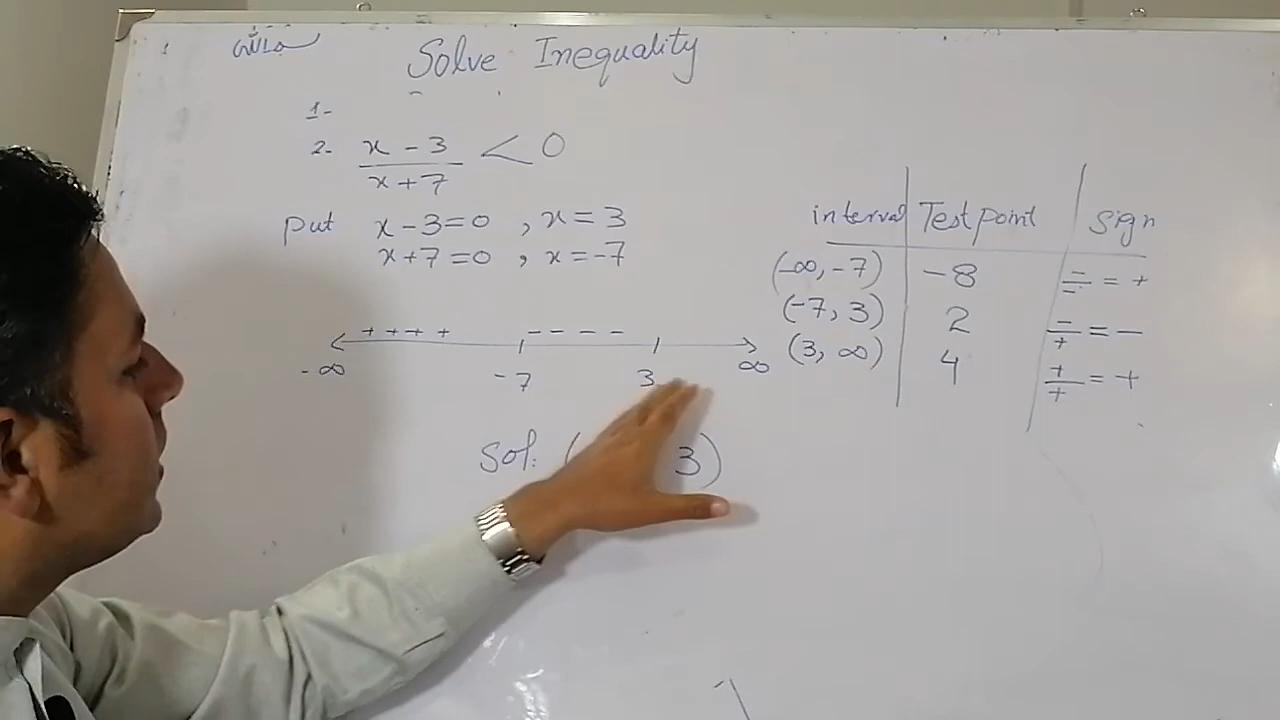 Solve Inequality
1-
2- x - 3 / x + 7 < 0
Put x - 3 = 0 , x = 3
x + 7 = 0 , x = -7
+ + + + - - - -
-∞ -7 3 ∞
Sol: ( 3)
interval Test point Sign
(-∞, -7) -8 -/- = +
(-7, 3) 2 -/+ = -
(3, ∞) 4 +/+ = +